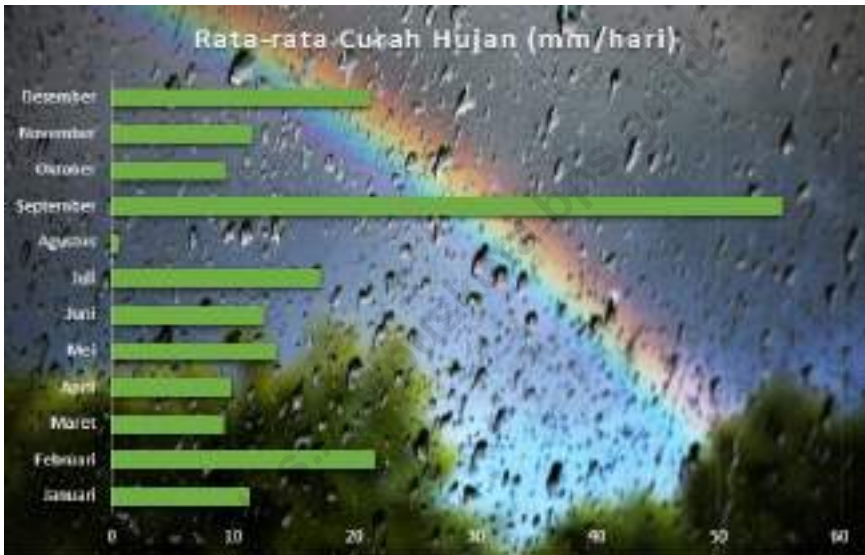 Rata-rata Curah Hujan (mm/hari)
Desember
November
Oktober
September
Agustus
Juli
Juni
Mei
April
Maret
Februari
Januari
0 10 20 30 40 50 60